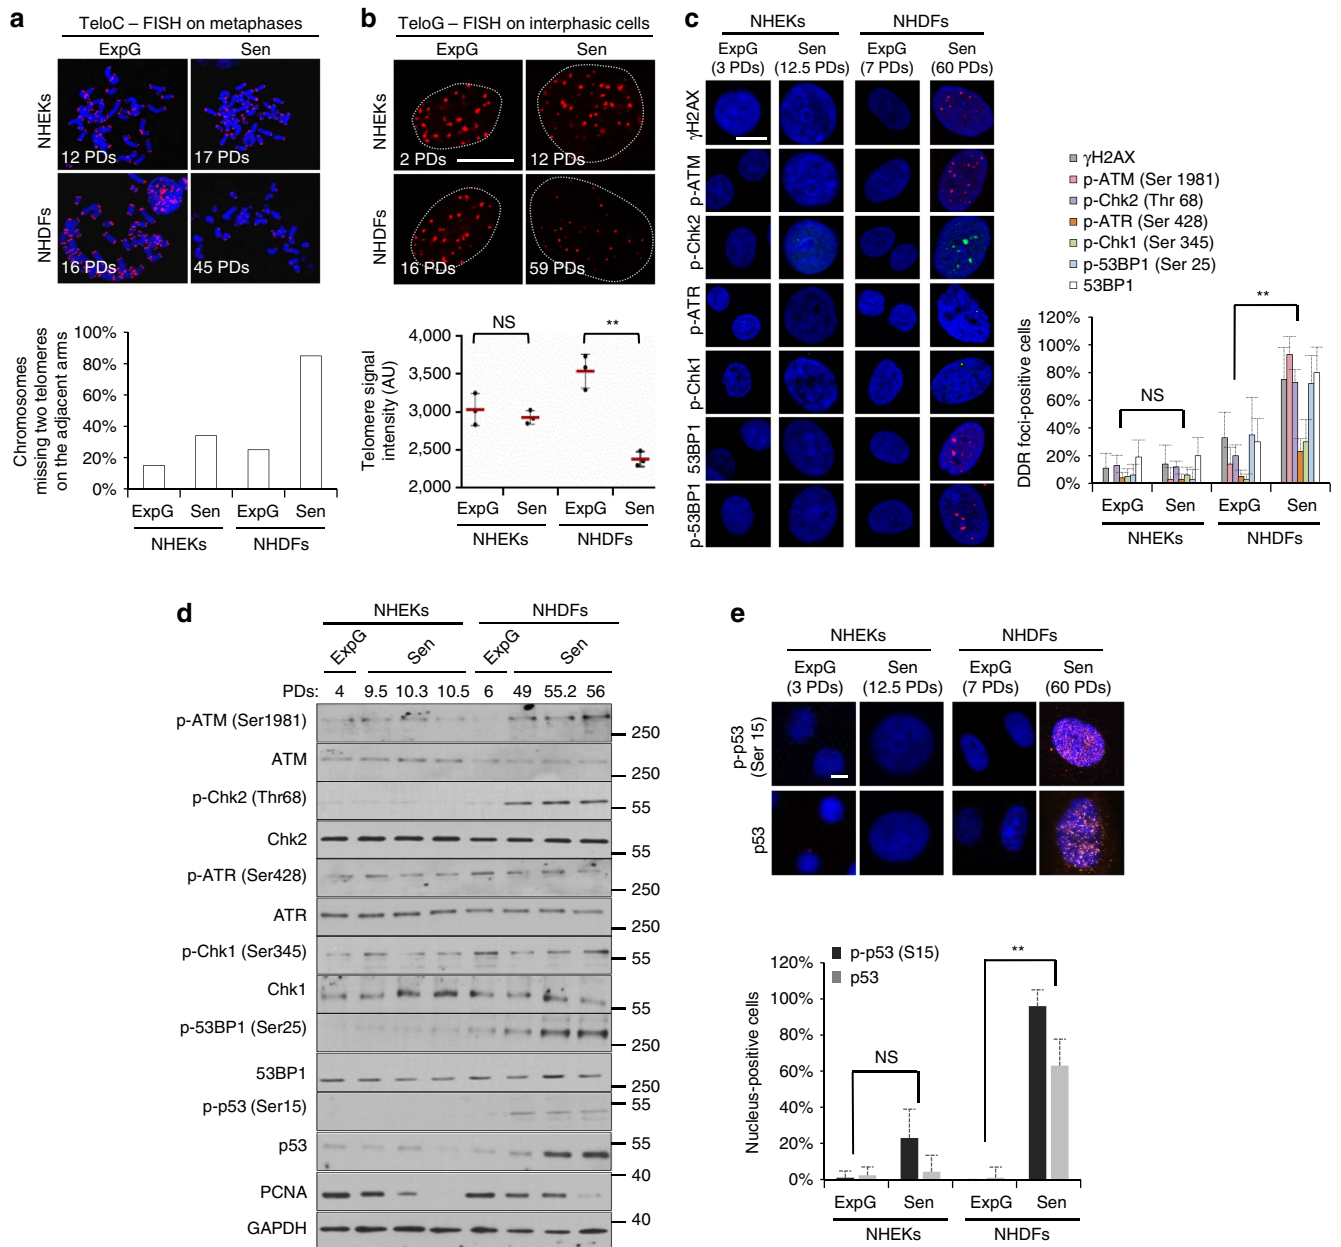 a
TeloC – FISH on metaphases
ExpG Sen
NHEKs
12 PDs 17 PDs
NHDFs
16 PDs 45 PDs
Chromosomes
missing two telomeres
on the adjacent arms
100%
80%
60%
40%
20%
0%
ExpG Sen ExpG Sen
NHEKs NHDFs
b
TeloG – FISH on interphasic cells
ExpG Sen
NHEKs
2 PDs 12 PDs
NHDFs
16 PDs 59 PDs
Telomere signal
intensity (AU)
4,000
3,500
3,000
2,500
2,000
NS **
ExpG Sen ExpG Sen
NHEKs NHDFs
c
NHEKs NHDFs
ExpG Sen ExpG Sen
(3 PDs) (12.5 PDs) (7 PDs) (60 PDs)
γH2AX
p-ATM
p-Chk2
p-ATR
p-Chk1
53BP1
p-53BP1
γH2AX
p-ATM (Ser 1981)
p-Chk2 (Thr 68)
p-ATR (Ser 428)
p-Chk1 (Ser 345)
p-53BP1 (Ser 25)
53BP1
DDR foci-positive cells
120%
100%
80%
60%
40%
20%
0%
NS **
ExpG Sen ExpG Sen
NHEKs NHDFs
d
NHEKs NHDFs
ExpG Sen ExpG Sen
PDs: 4 9.5 10.3 10.5 6 49 55.2 56
p-ATM (Ser1981) 250
ATM 250
p-Chk2 (Thr68) 55
Chk2 55
p-ATR (Ser428) 250
ATR 250
p-Chk1 (Ser345) 55
Chk1 55
p-53BP1 (Ser25) 250
53BP1 250
p-p53 (Ser15) 55
p53 55
40
PCNA
GAPDH 40
e
NHEKs NHDFs
ExpG Sen ExpG Sen
(3 PDs) (12.5 PDs) (7 PDs) (60 PDs)
p-p53
(Ser 15)
p53
p-p53 (S15)
p53
Nucleus-positive cells
120%
100%
80%
60%
40%
20%
0%
NS **
ExpG Sen ExpG Sen
NHEKs NHDFs